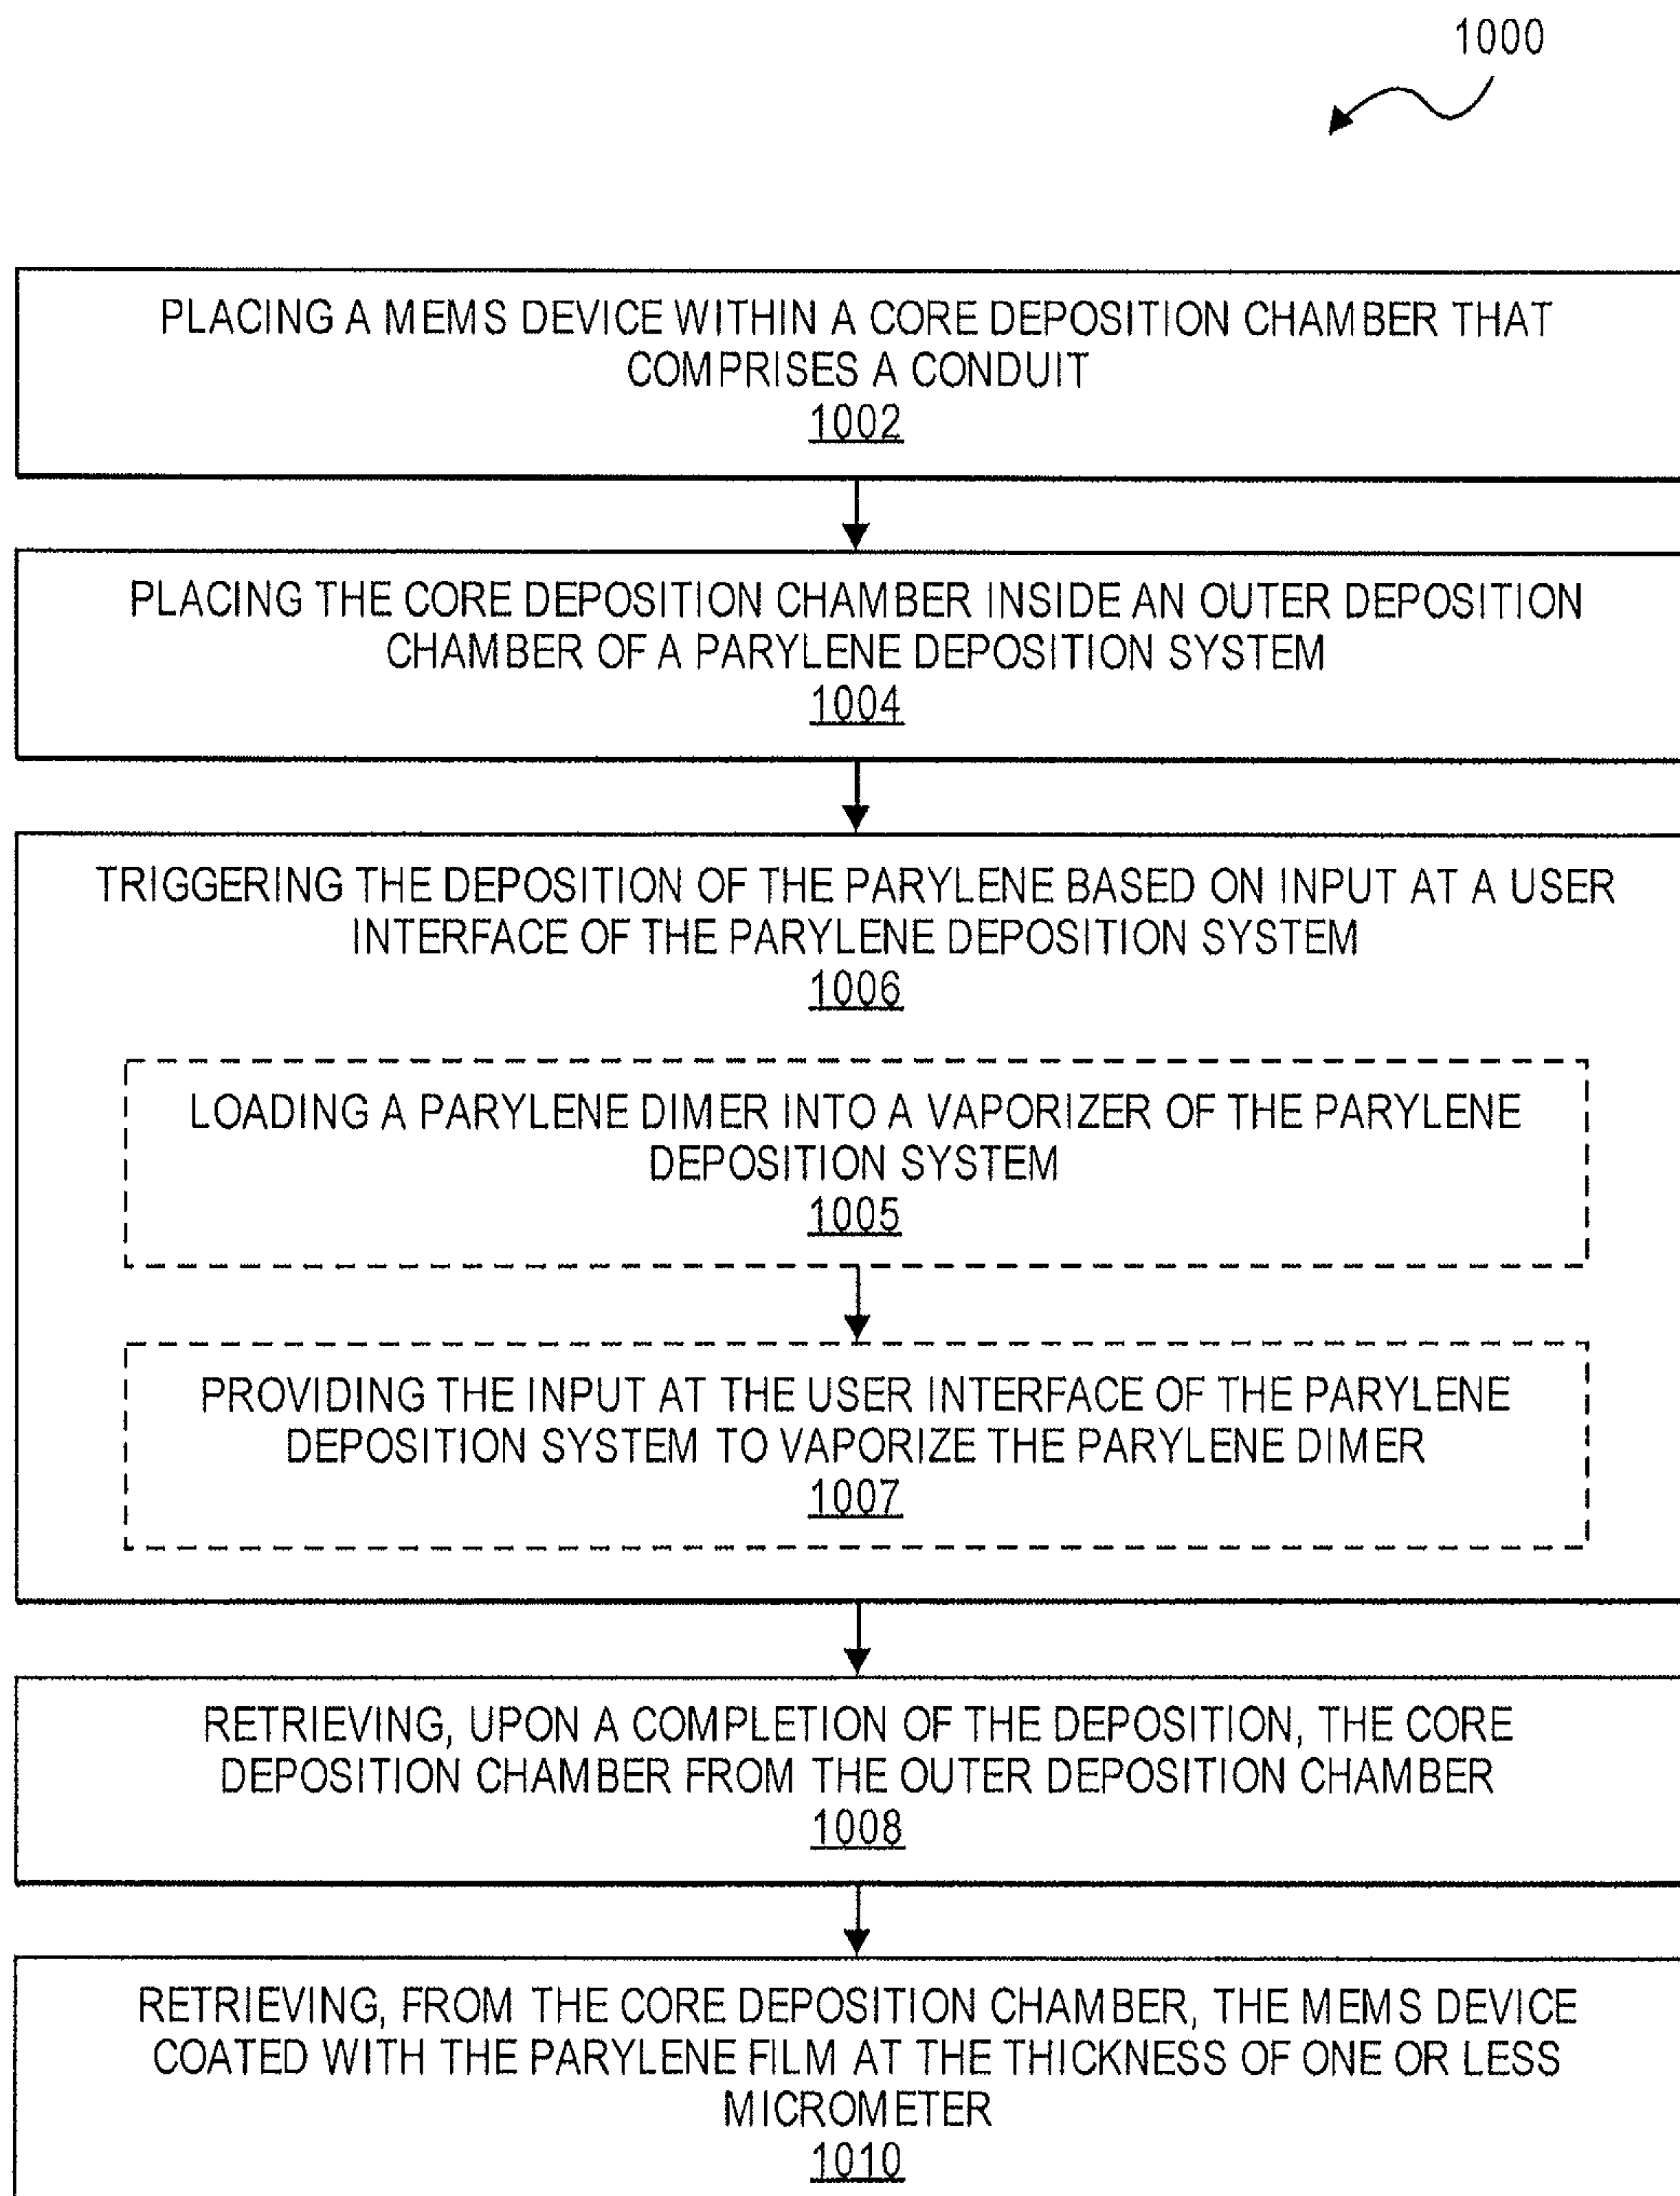 1000
PLACING A MEMS DEVICE WITHIN A CORE DEPOSITION CHAMBER THAT
COMPRISES A CONDUIT
1002
PLACING THE CORE DEPOSITION CHAMBER INSIDE AN OUTER DEPOSITION
CHAMBER OF A PARYLENE DEPOSITION SYSTEM
1004
TRIGGERING THE DEPOSITION OF THE PARYLENE BASED ON INPUT AT A USER
INTERFACE OF THE PARYLENE DEPOSITION SYSTEM
1006
LOADING A PARYLENE DIMER INTO A VAPORIZER OF THE PARYLENE
DEPOSITION SYSTEM
1005
PROVIDING THE INPUT AT THE USER INTERFACE OF THE PARYLENE
DEPOSITION SYSTEM TO VAPORIZE THE PARYLENE DIMER
1007
RETRIEVING, UPON A COMPLETION OF THE DEPOSITION, THE CORE
DEPOSITION CHAMBER FROM THE OUTER DEPOSITION CHAMBER
1008
RETRIEVING, FROM THE CORE DEPOSITION CHAMBER, THE MEMS DEVICE
COATED WITH THE PARYLENE FILM AT THE THICKNESS OF ONE OR LESS
MICROMETER
1010